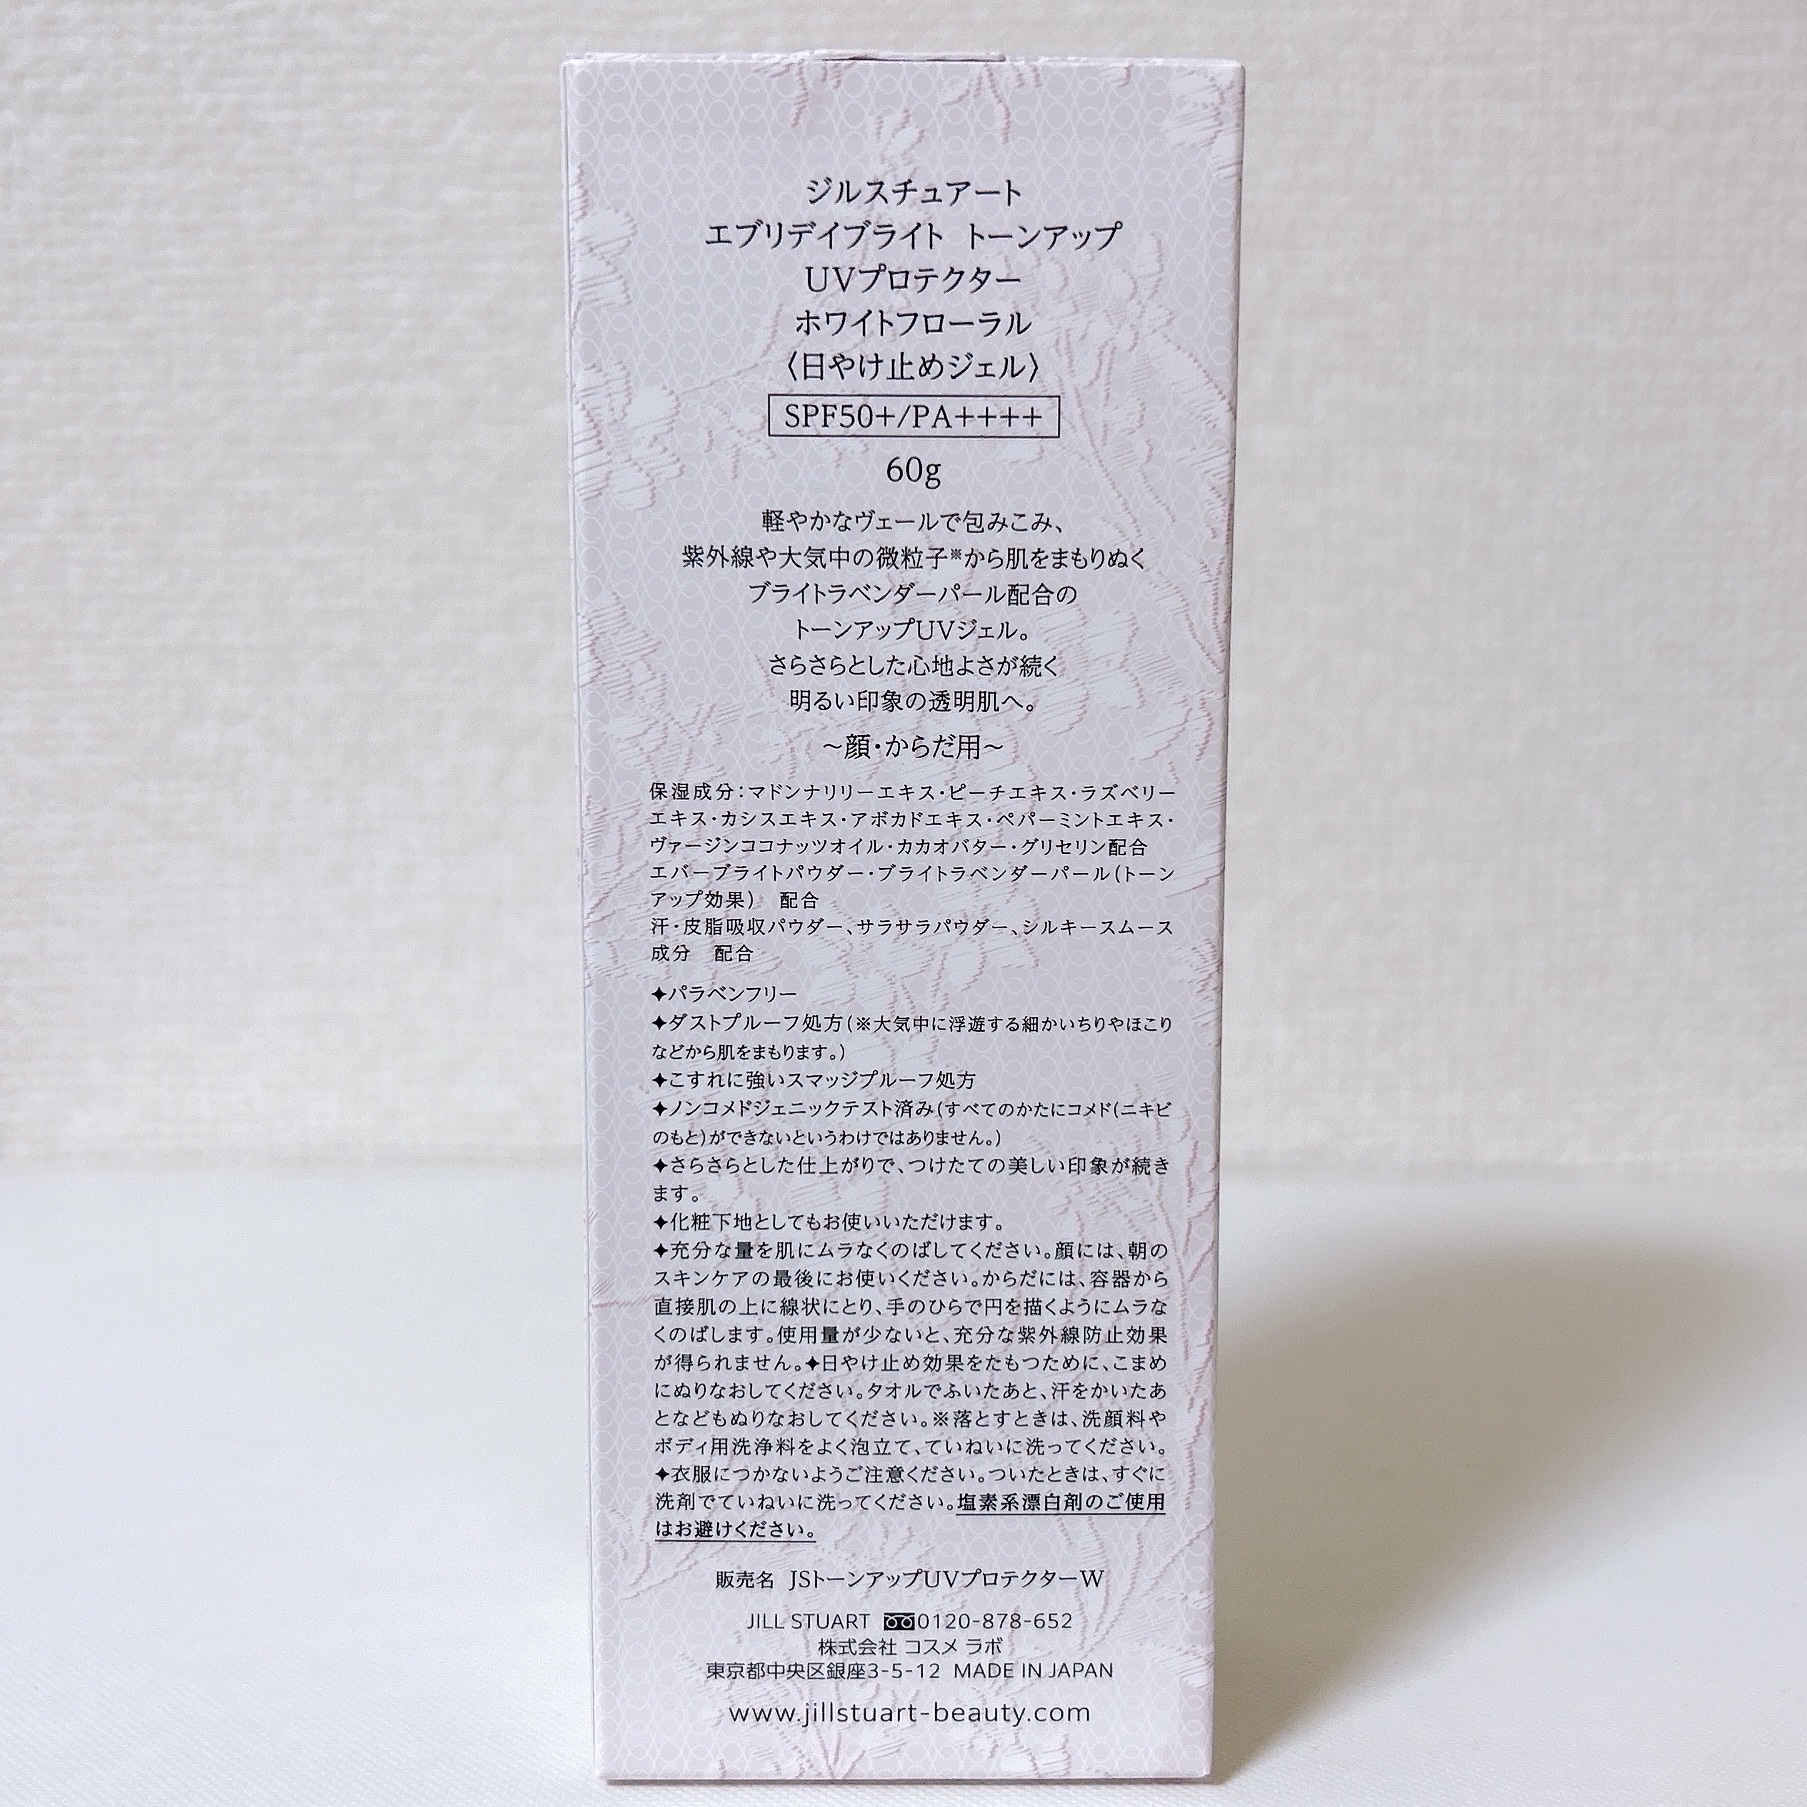 ジルスチュアート
エブリデイブライト トーンアップ
UVプロテクター
ホワイトフローラル
〈日やけ止めジェル〉
SPF50+/PA++++
60g
軽やかなヴェールで包みこみ、
紫外線や大気中の微粒子※から肌をまもりぬく
ブライトラベンダーパール配合の
トーンアップUVジェル。
さらさらとした心地よさが続く
明るい印象の透明肌へ。
～顔・からだ用～
保湿成分：マドンナリリーエキス・ピーチエキス・ラズベリー
エキス・カシスエキス・アボカドエキス・ペパーミントエキス・
ヴァージンココナッツオイル・カカオバター・グリセリン配合
エバーブライトパウダー・ブライトラベンダーパール（トーン
アップ効果）　配合
汗・皮脂吸収パウダー、サラサラパウダー、シルキースムース
成分　配合
✦パラベンフリー
✦ダストプルーフ処方（※大気中に浮遊する細かいちりやほこり
などから肌をまもります。）
✦こすれに強いスマッジプルーフ処方
✦ノンコメドジェニックテスト済み（すべてのかたにコメド（ニキビ
のもと）ができないというわけではありません。）
✦さらさらとした仕上がりで、つけたての美しい印象が続き
ます。
✦化粧下地としてもお使いいただけます。
✦充分な量を肌にムラなくのばしてください。顔には、朝の
スキンケアの最後にお使いください。からだには、容器から
直接肌の上に線状にとり、手のひらで円を描くようにムラな
くのばします。使用量が少ないと、充分な紫外線防止効果
が得られません。✦日やけ止め効果をたもつために、こまめ
にぬりなおしてください。タオルでふいたあと、汗をかいたあ
となどもぬりなおしてください。※落とすときは、洗顔料や
ボディ用洗浄料をよく泡立て、ていねいに洗ってください。
✦衣服につかないようご注意ください。ついたときは、すぐに
洗剤でていねいに洗ってください。塩素系漂白剤のご使用
はお避けください。
販売名 JSトーンアップUVプロテクターW
JILL STUART 0120-878-652
株式会社 コスメ ラボ
東京都中央区銀座3-5-12 MADE IN JAPAN
www.jillstuart-beauty.com